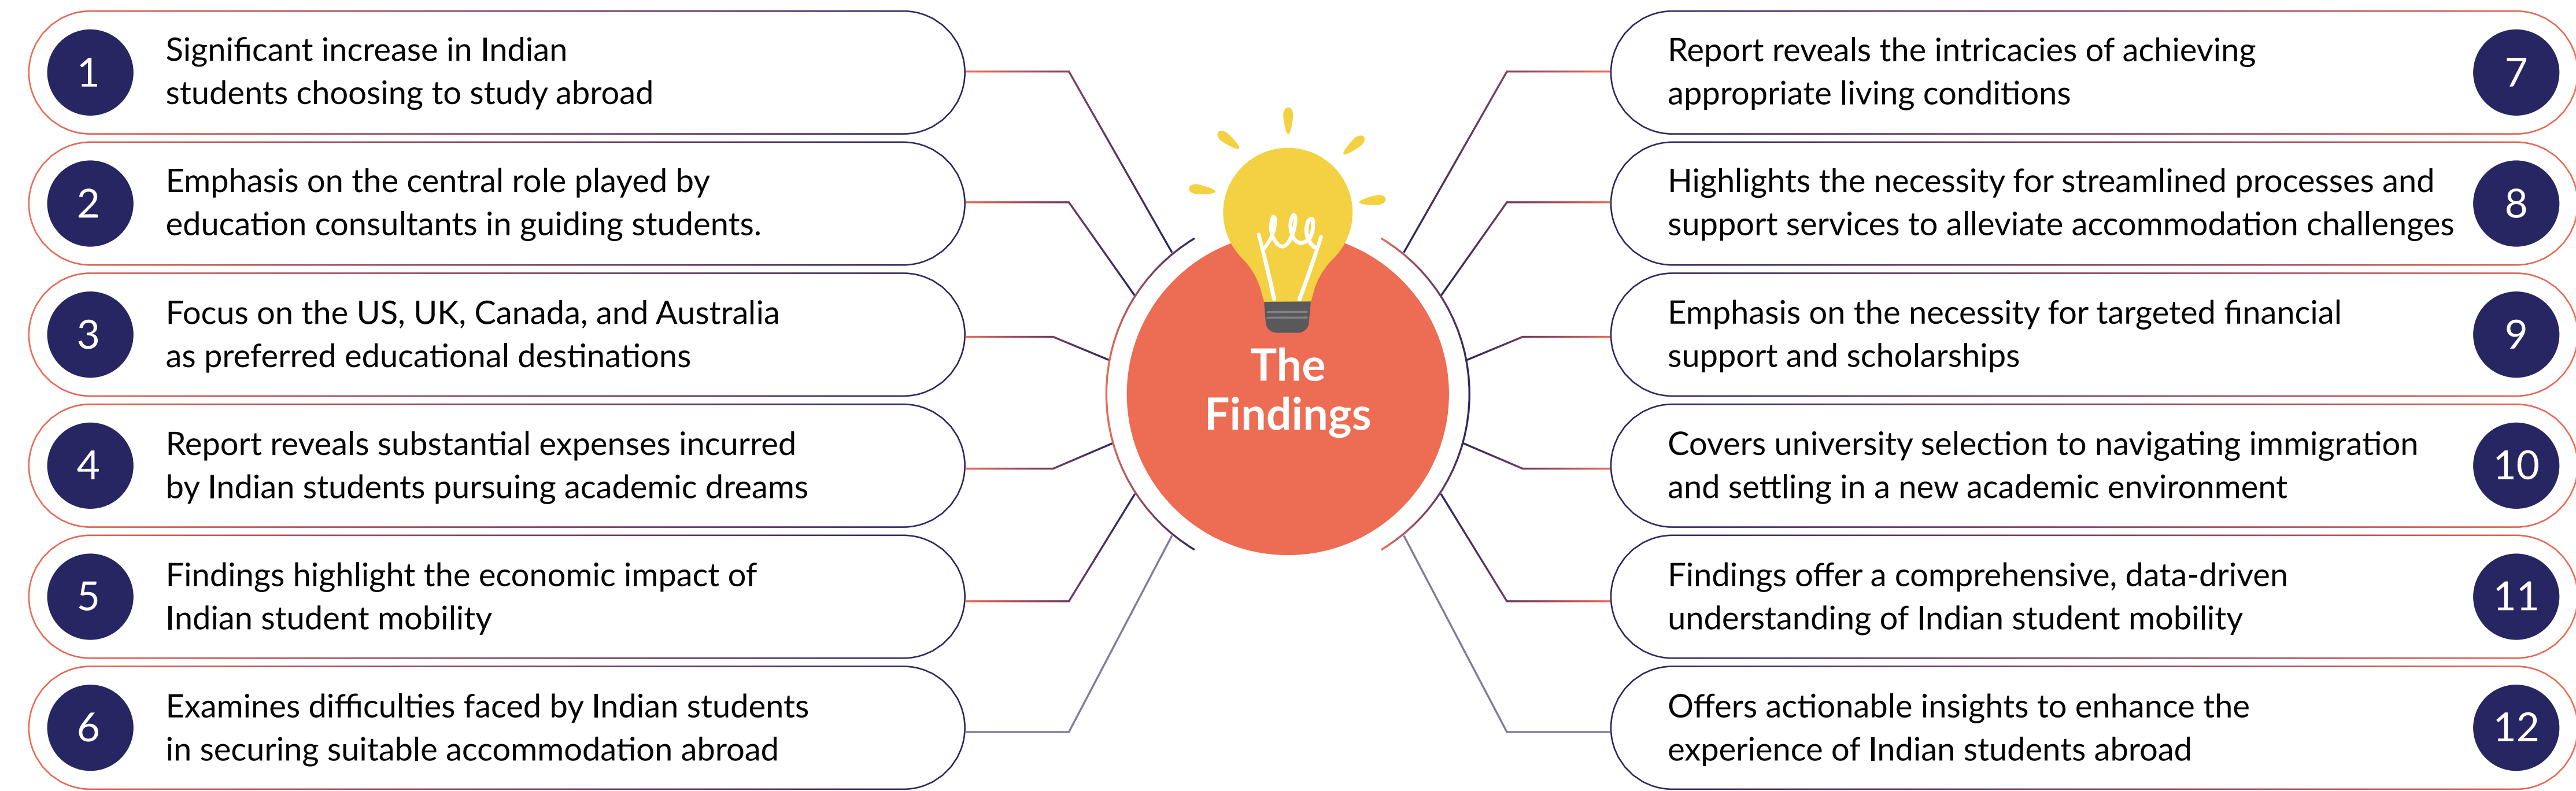 1
Significant increase in Indian
students choosing to study abroad
2
Emphasis on the central role played by
education consultants in guiding students.
3
Focus on the US, UK, Canada, and Australia
as preferred educational destinations
4
Report reveals substantial expenses incurred
by Indian students pursuing academic dreams
5
Findings highlight the economic impact of
Indian student mobility
6
Examines difficulties faced by Indian students
in securing suitable accommodation abroad
The
Findings
7
Report reveals the intricacies of achieving
appropriate living conditions
8
Highlights the necessity for streamlined processes and
support services to alleviate accommodation challenges
9
Emphasis on the necessity for targeted financial
support and scholarships
10
Covers university selection to navigating immigration
and settling in a new academic environment
11
Findings offer a comprehensive, data-driven
understanding of Indian student mobility
12
Offers actionable insights to enhance the
experience of Indian students abroad